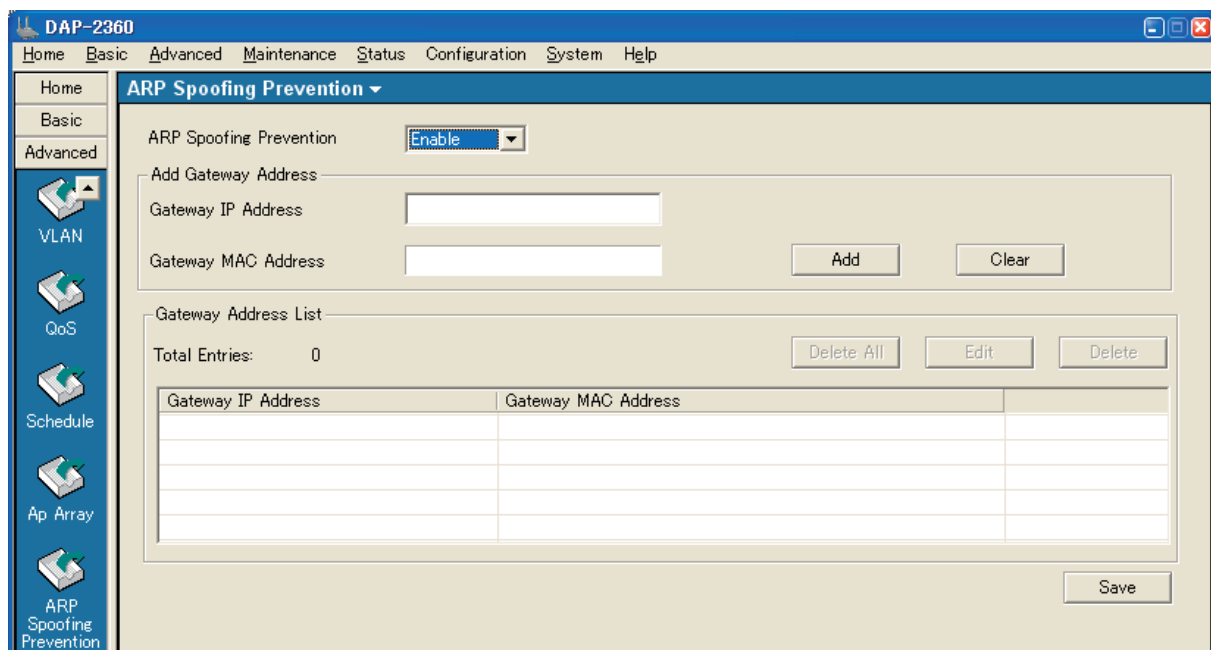 DAP-2360
Home Basic Advanced Maintenance Status Configuration System Help
Home
Basic
Advanced
VLAN
QoS
Schedule
Ap Array
ARP
Spoofing
Prevention
ARP Spoofing Prevention
ARP Spoofing Prevention Enable
Add Gateway Address
Gateway IP Address
Gateway MAC Address Add Clear
Gateway Address List
Total Entries: 0 Delete All Edit Delete
Gateway IP Address Gateway MAC Address
Save